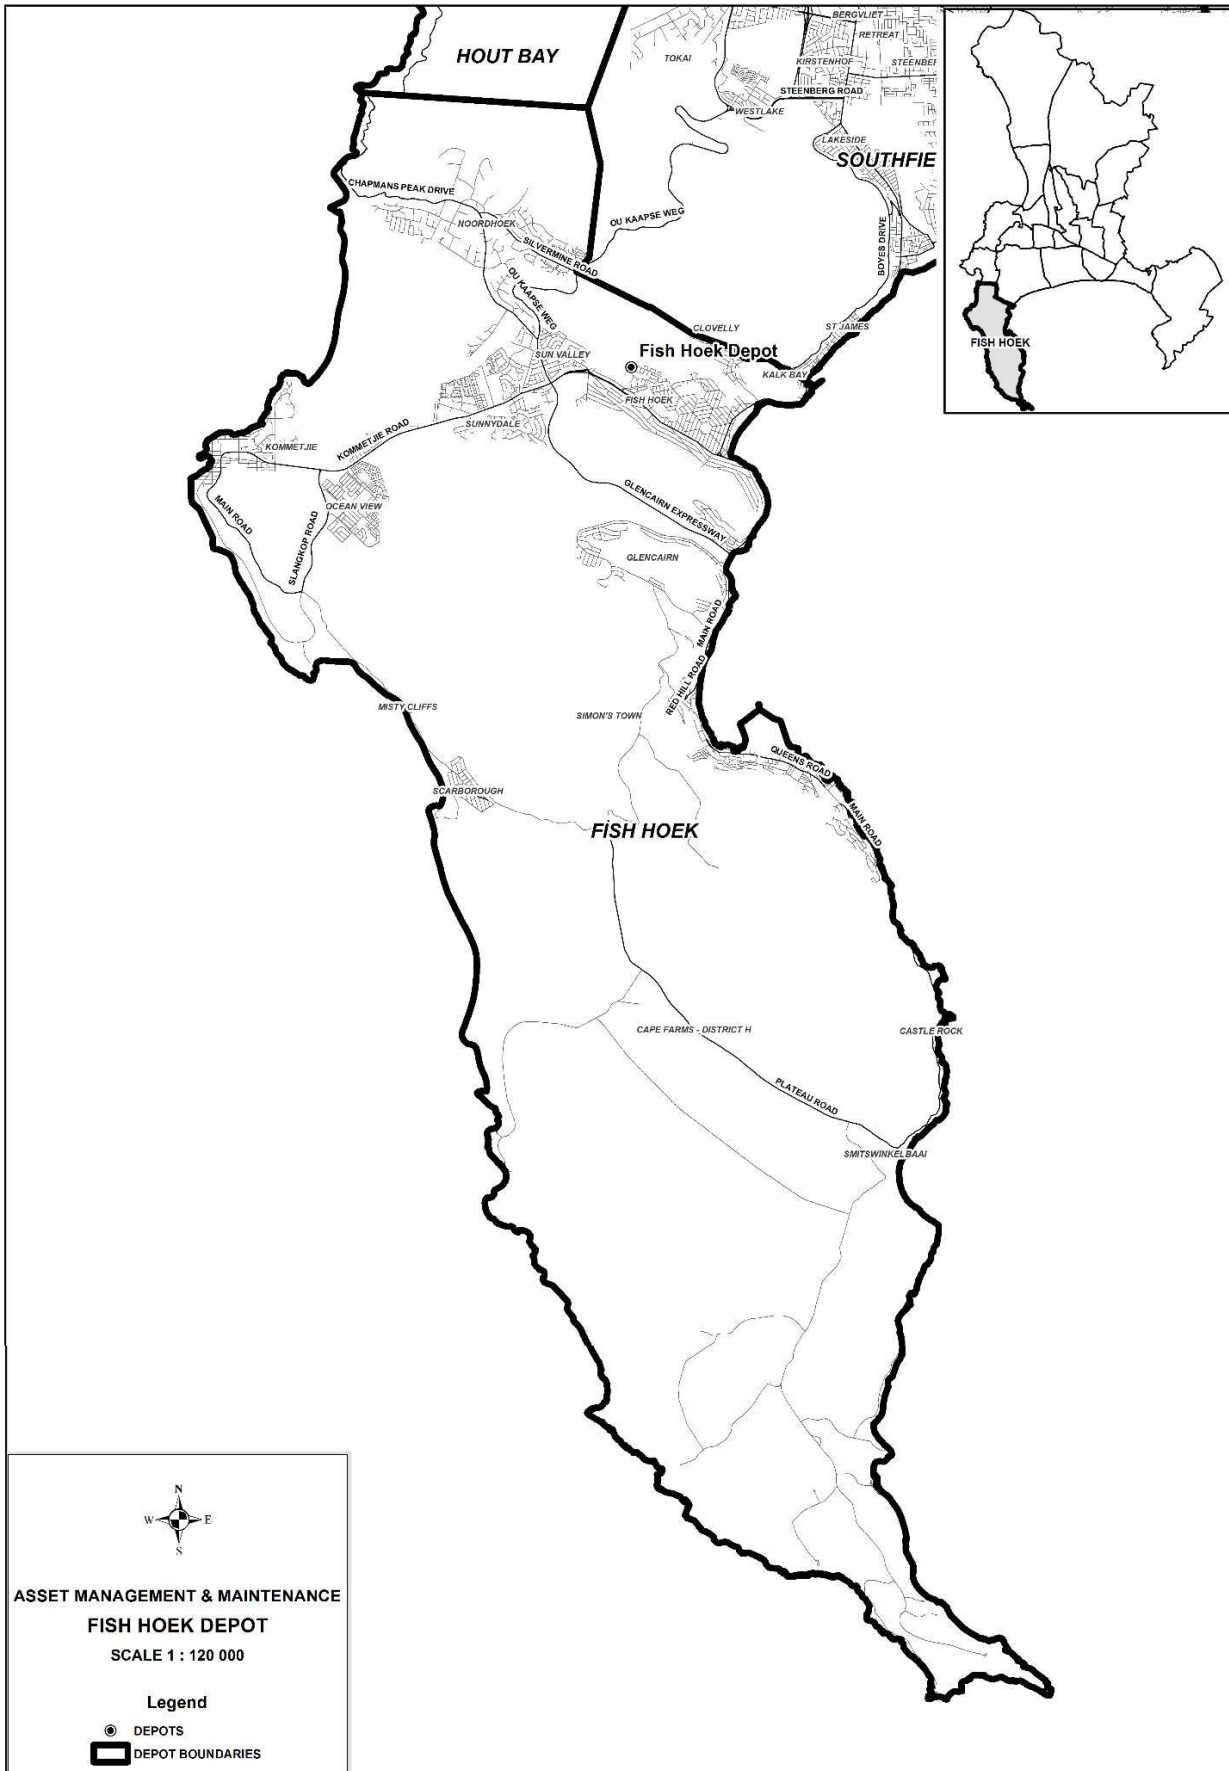 BERGVLIET
RETREAT
HOUT BAY
TOKAI
KIRSTENHOF
STEENBE
STEENBERG ROAD
WESTLAKE
LAKESIDE
SOUTHFIE
CHAPMANS PEAK DRIVE
OU KAAPSE WEG
NOORDHOEK
SILVERMINE ROAD
BOYES DRIVE
OU KAAPSE WEG
CLOVELLY
ST JAMES
FISH HOEK
SUN VALLEY
Fish Hoek Depot
KALK BAY
FISH HOEK
SUNNYDALE
KOMMETJIE ROAD
KOMMETJIE
OCEAN VIEW
MAIN ROAD
SLANGKOP ROAD
GLENCAIRN EXPRESSWAY
GLENCAIRN
MAIN ROAD
RED HILL ROAD
MISTY CLIFFS
SIMON'S TOWN
QUEENS ROAD
SCARBOROUGH
MAIN ROAD
FISH HOEK
CAPE FARMS - DISTRICT H
CASTLE ROCK
PLATEAU ROAD
SMITSWINKELBAAI
N
W E
S
ASSET MANAGEMENT & MAINTENANCE
FISH HOEK DEPOT
SCALE 1 : 120 000
Legend
DEPOTS
DEPOT BOUNDARIES